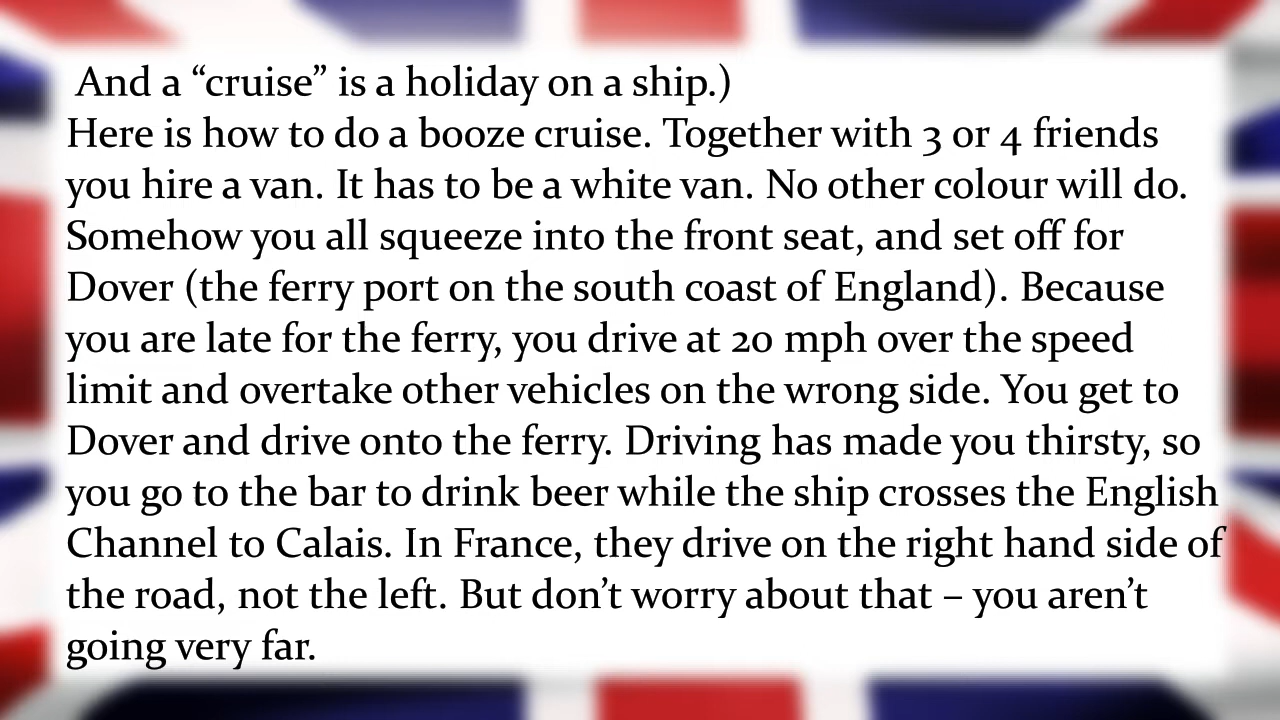 And a “cruise” is a holiday on a ship.)
Here is how to do a booze cruise. Together with 3 or 4 friends
you hire a van. It has to be a white van. No other colour will do.
Somehow you all squeeze into the front seat, and set off for
Dover (the ferry port on the south coast of England). Because
you are late for the ferry, you drive at 20 mph over the speed
limit and overtake other vehicles on the wrong side. You get to
Dover and drive onto the ferry. Driving has made you thirsty, so
you go to the bar to drink beer while the ship crosses the English
Channel to Calais. In France, they drive on the right hand side of
the road, not the left. But don’t worry about that – you aren’t
going very far.